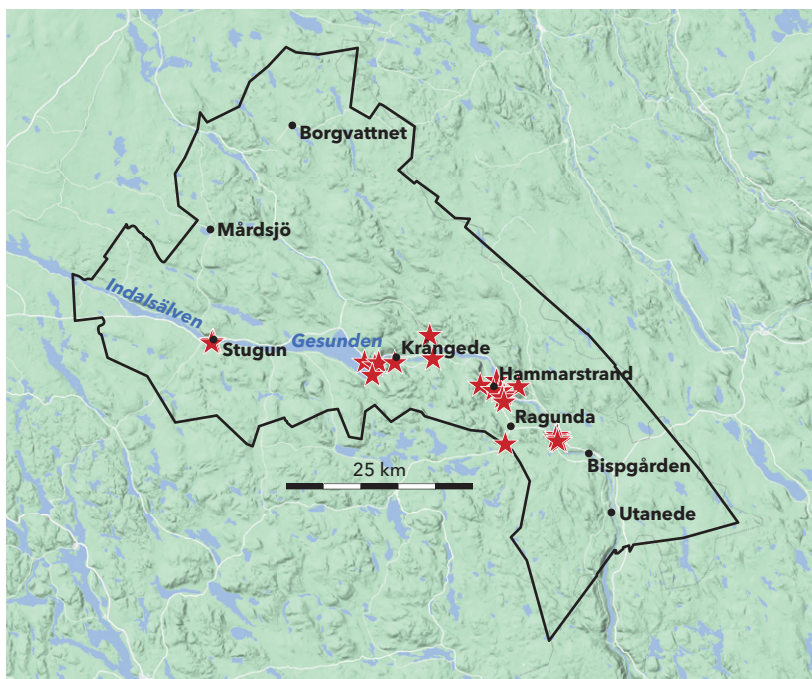 Borgvattnet
Mårdsjö
Indalsälven
Stugun
Gesunden
Krångede
Hammarstrand
Ragunda
Bispgården
25 km
Utanede